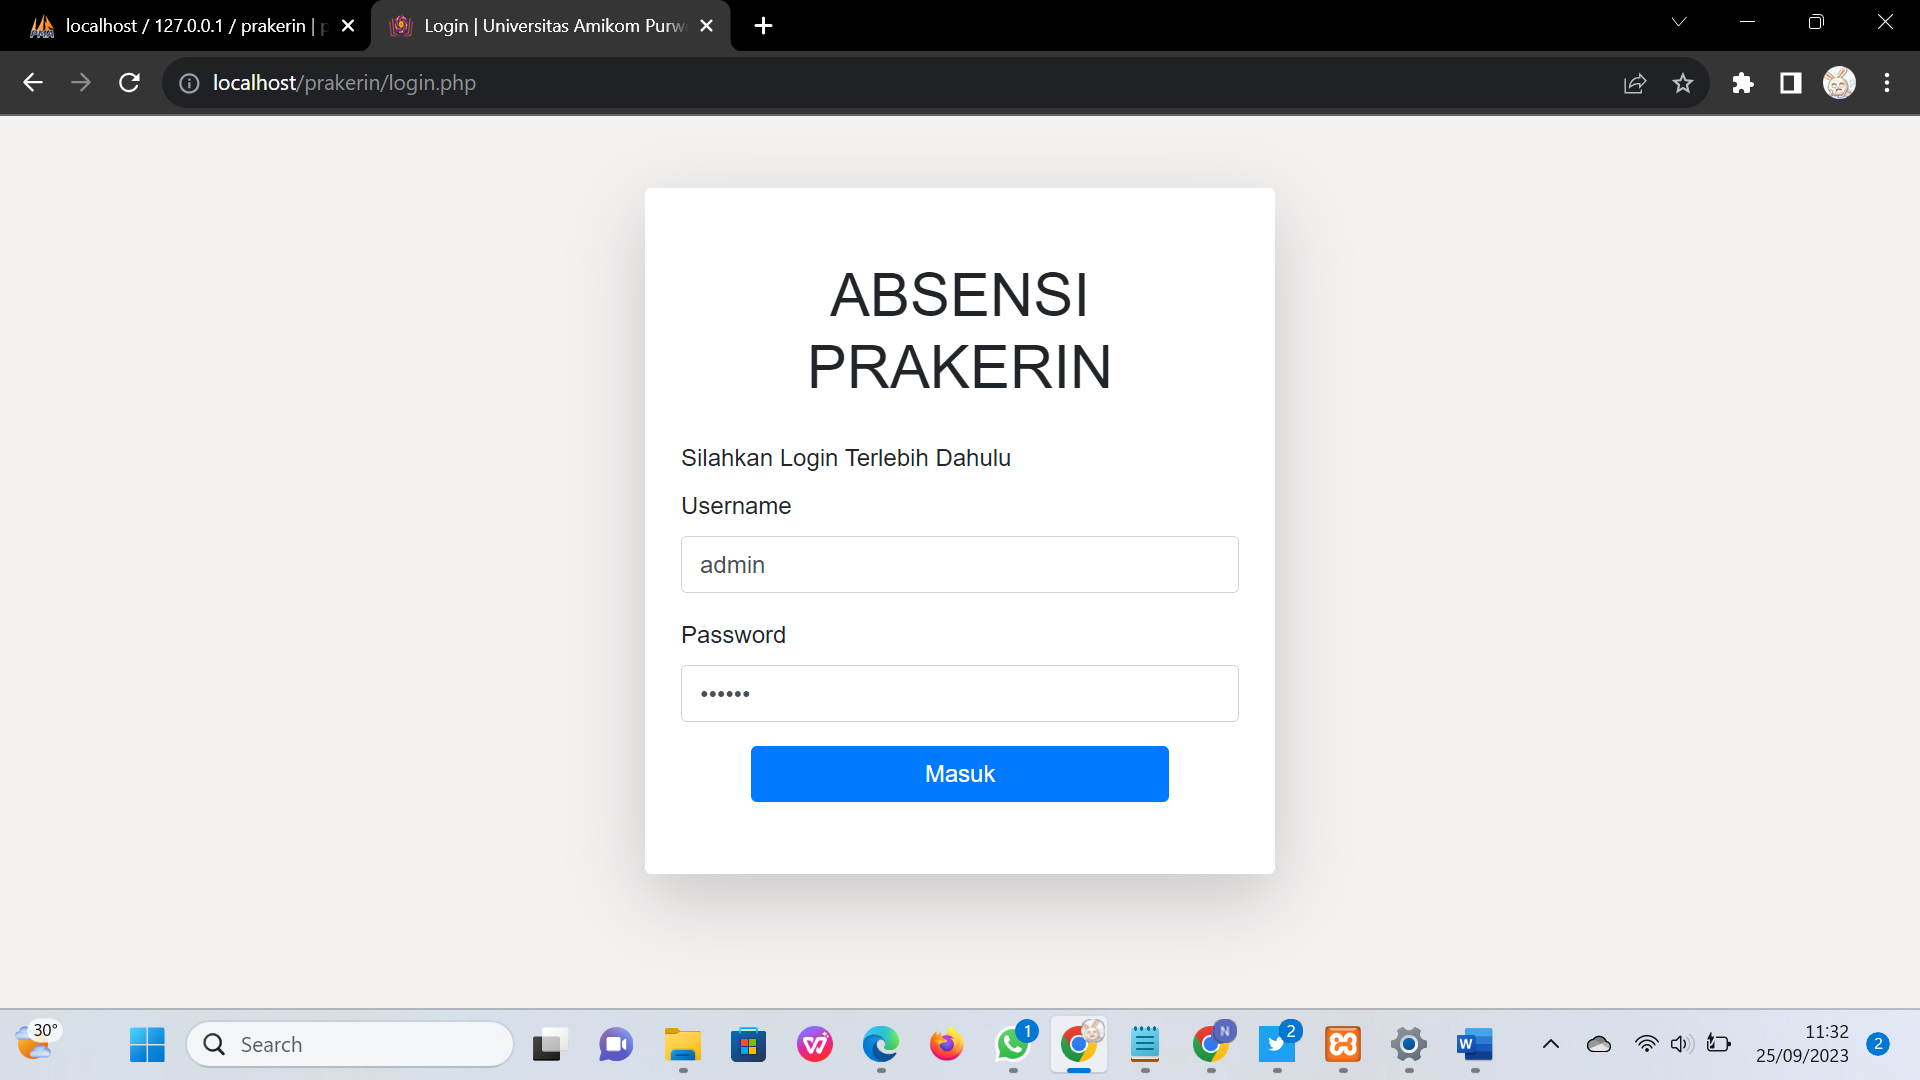 localhost / 127.0.0.1 / prakerin |
Login | Universitas Amikom Purw
localhost/prakerin/login.php
ABSENSI
PRAKERIN
Silahkan Login Terlebih Dahulu
Username
admin
Password
••••••
Masuk
30°
Search
1
N
2
W
11:32
25/09/2023
2